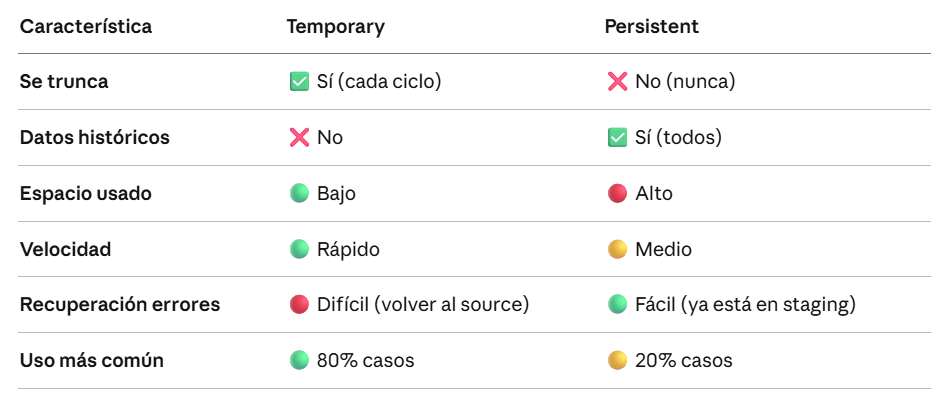 Característica Temporary Persistent
Se trunca ✅ Sí (cada ciclo) ❌ No (nunca)
Datos históricos ❌ No ✅ Sí (todos)
Espacio usado 🟢 Bajo 🔴 Alto
Velocidad 🟢 Rápido 🟡 Medio
Recuperación errores 🔴 Difícil (volver al source) 🟢 Fácil (ya está en staging)
Uso más común 🟢 80% casos 🟡 20% casos